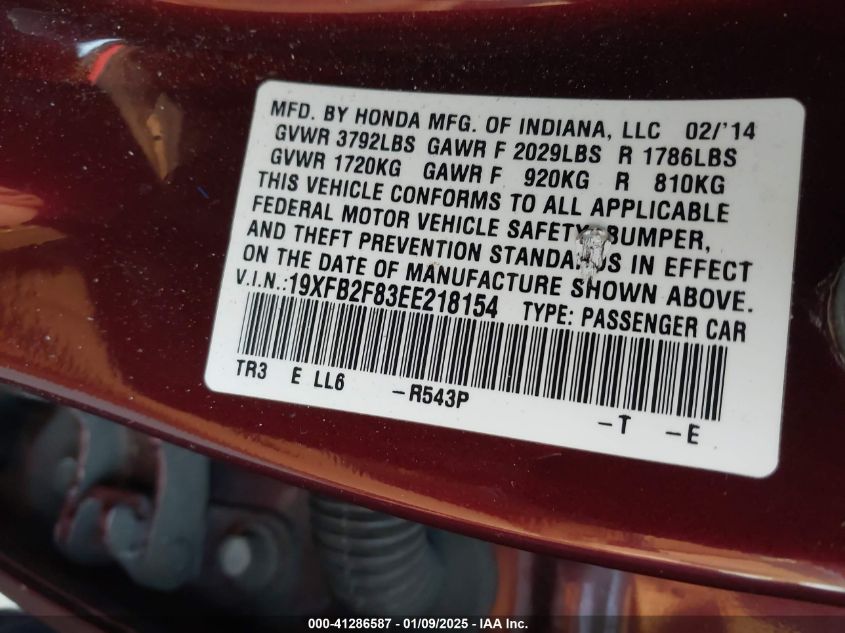 MFD. BY HONDA MFG. OF INDIANA, LLC 02/'14
GVWR 3792LBS GAWR F 2029LBS R 1786LBS
GVWR 1720KG GAWR F 920KG R 810KG
THIS VEHICLE CONFORMS TO ALL APPLICABLE
FEDERAL MOTOR VEHICLE SAFETY, BUMPER,
AND THEFT PREVENTION STANDARDS IN EFFECT
ON THE DATE OF MANUFACTURE SHOWN ABOVE.
V.I.N.:19XFB2F83EE218154 TYPE: PASSENGER CAR
TR3 E LL6 -R543P -T -E
000-41286587 | 01/09/2025 - © IAA Inc.